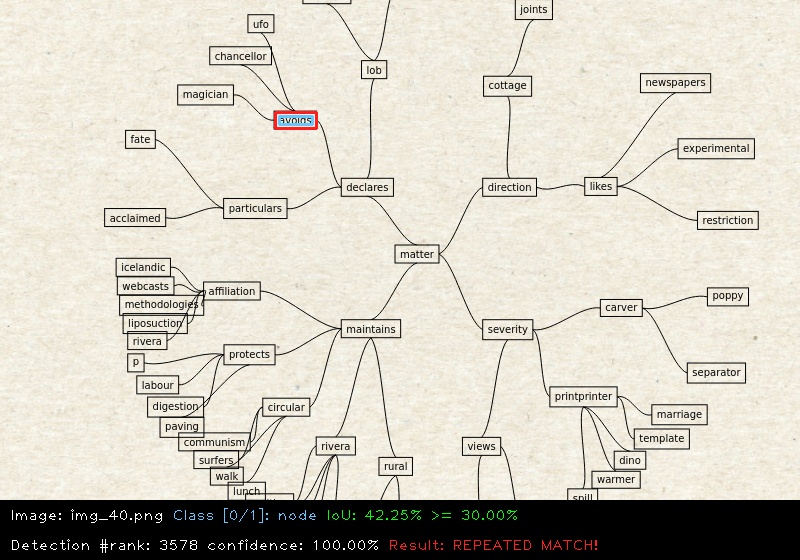 joints
ufo
chancellor
lob
cottage
newspapers
magician
avoids
fate
experimental
declares
direction
likes
particulars
acclaimed
restriction
matter
icelandic
webcasts
affiliation
methodologies
poppy
carver
liposuction
maintains
severity
rivera
protects
p
separator
labour
printprinter
digestion
circular
marriage
paving
template
communism
rivera
views
surfers
rural
dino
walk
warmer
lunch
spill
Image: img_40.png Class [0/1]: node IoU: 42.25% >= 30.00%
Detection #rank: 3578 confidence: 100.00% Result: REPEATED MATCH!